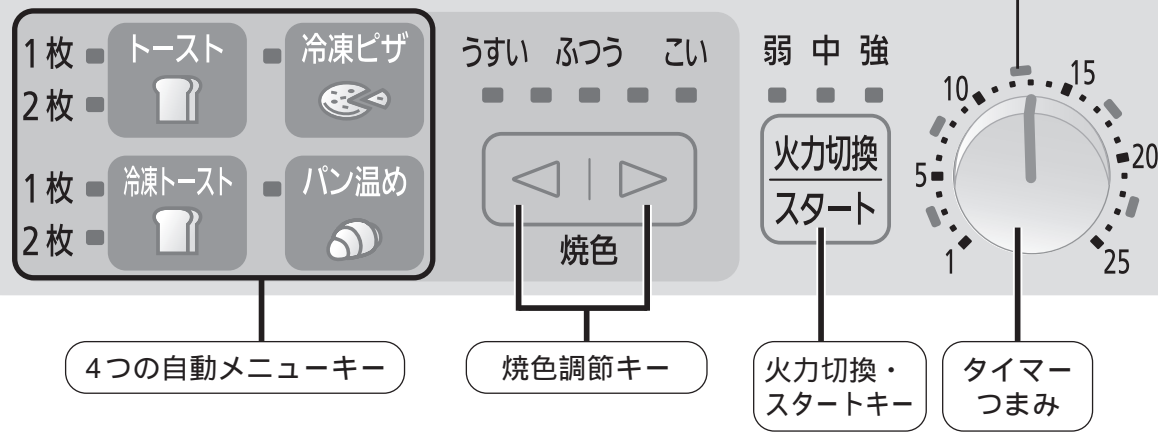 1枚
2枚
トースト
冷凍ピザ
1枚
2枚
冷凍トースト
パン温め
うすい ふつう こい
焼色
弱 中 強
火力切換
スタート
1
5
10
15
20
25
4つの自動メニューキー
焼色調節キー
火力切換・
スタートキー
タイマー
つまみ